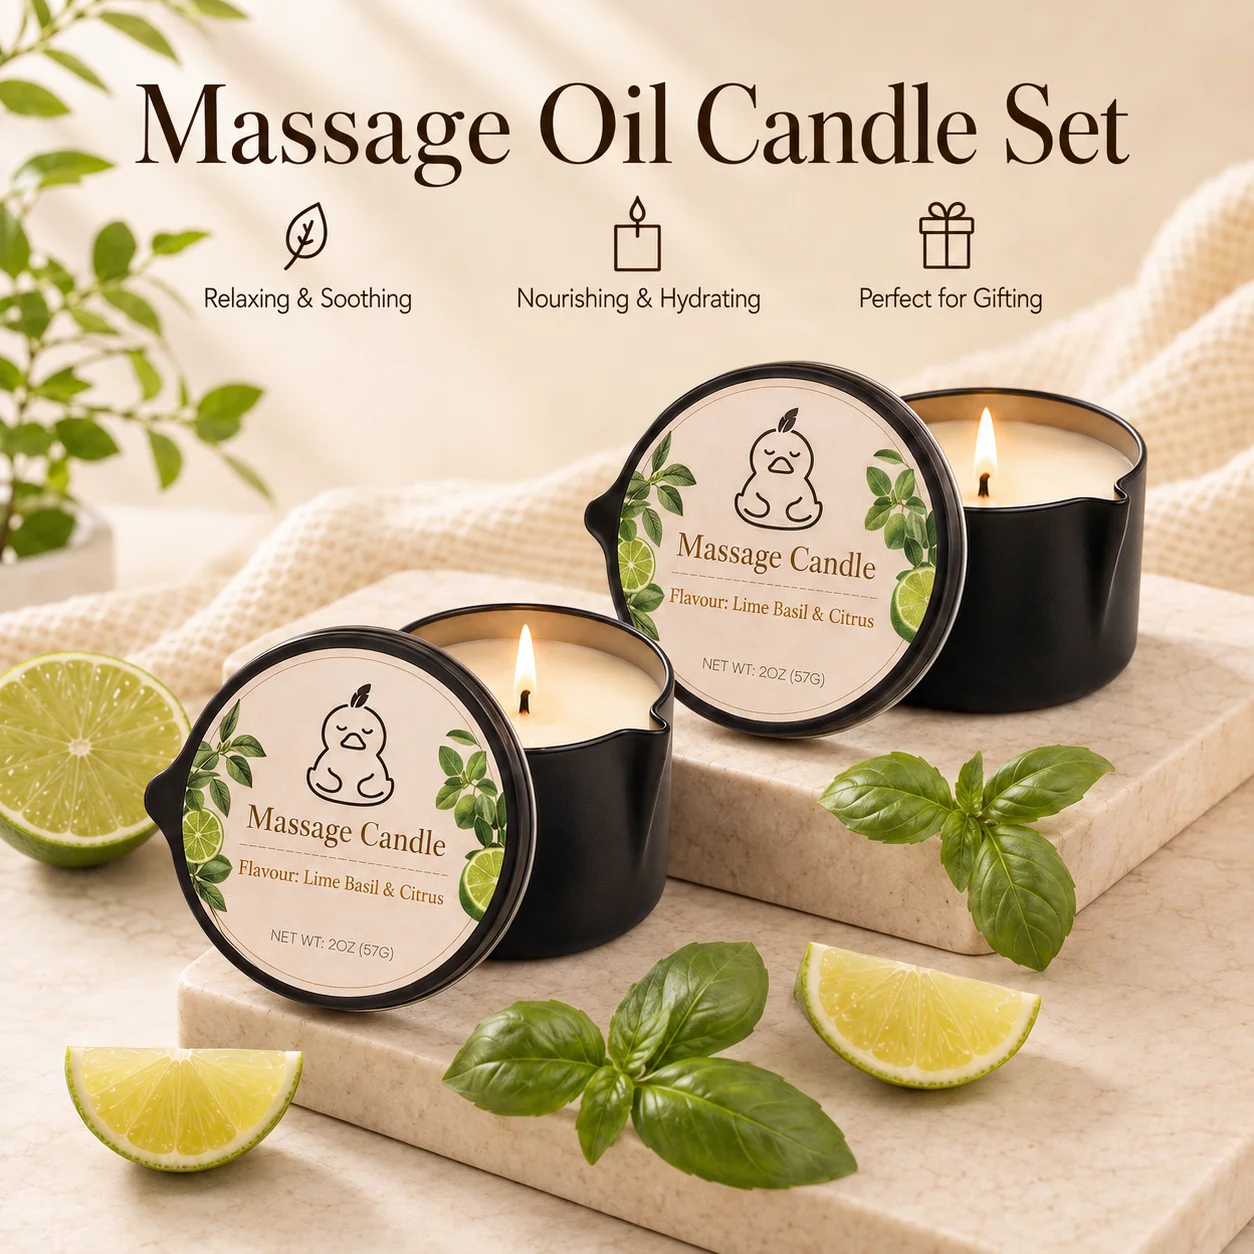 Massage Oil Candle Set
Relaxing & Soothing
Nourishing & Hydrating
Perfect for Gifting
Massage Candle
Flavour: Lime Basil & Citrus
NET WT: 2OZ (57G)
Massage Candle
Flavour: Lime Basil & Citrus
NET WT: 2OZ (57G)